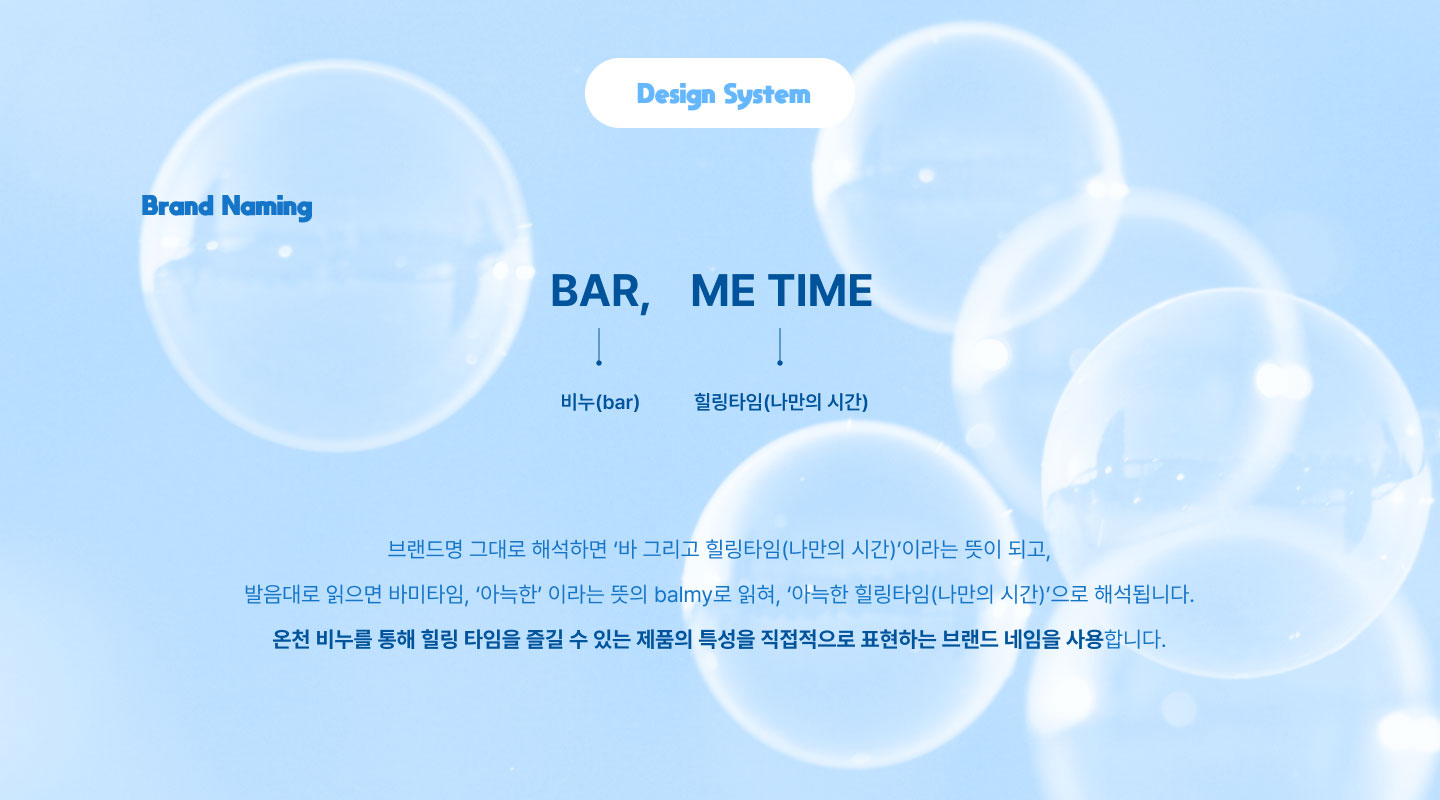 Design System
Brand Naming
BAR, ME TIME
비누(bar) 힐링타임(나만의 시간)
브랜드명 그대로 해석하면 ‘바 그리고 힐링타임(나만의 시간)’이라는 뜻이 되고,
발음대로 읽으면 바미타임, ‘아늑한’ 이라는 뜻의 balmy로 읽혀, ‘아늑한 힐링타임(나만의 시간)’으로 해석됩니다.
온천 비누를 통해 힐링 타임을 즐길 수 있는 제품의 특성을 직접적으로 표현하는 브랜드 네임을 사용합니다.